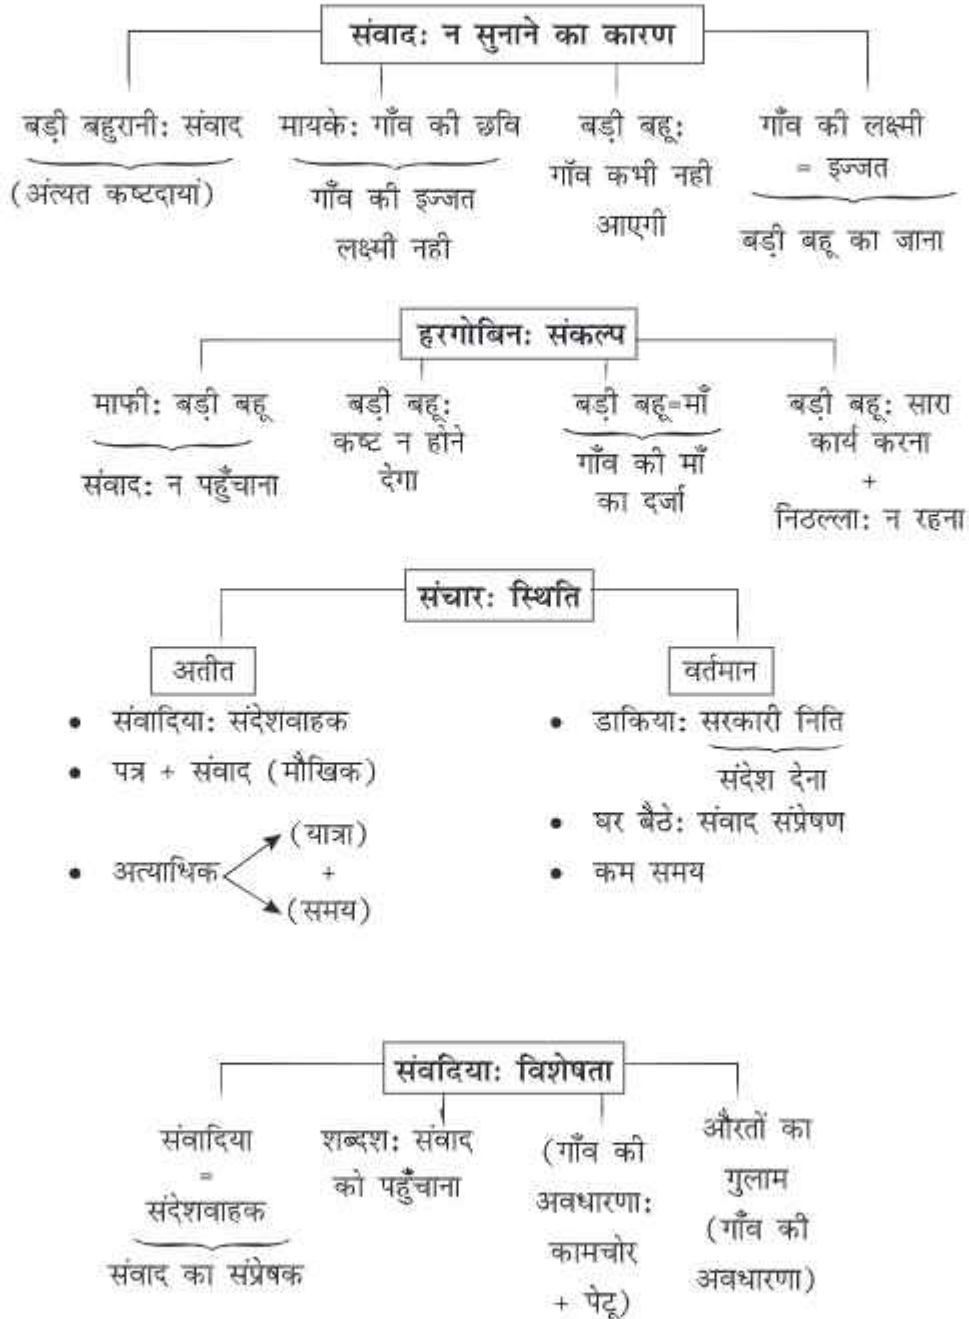 संवाद: न सुनाने का कारण
बड़ी बहुरानी: संवाद
(अंत्यत कष्टदायां)
मायके: गाँव की छवि
गाँव की इज्जत
लक्ष्मी नही
बड़ी बहू:
गॉव कभी नही
आएगी
गाँव की लक्ष्मी
= इज्जत
बड़ी बहू का जाना
हरगोबिन: संकल्प
माफी: बड़ी बहू
संवाद: न पहुँचाना
बड़ी बहू:
कष्ट न होने
देगा
बड़ी बहू=माँ
गाँव की माँ
का दर्जा
बड़ी बहू: सारा
कार्य करना
+
निठल्ला: न रहना
संचार: स्थिति
अतीत
• संवादिया: संदेशवाहक
• पत्र + संवाद (मौखिक)
• अत्याधिक
(यात्रा)
+
(समय)
वर्तमान
• डाकिया: सरकारी निति
संदेश देना
• घर बैठे: संवाद संप्रेषण
• कम समय
संवदिया: विशेषता
संवादिया
=
संदेशवाहक
संवाद का संप्रेषक
शब्दश: संवाद
को पहुँचाना
(गाँव की
अवधारणा:
कामचोर
+ पेटू)
औरतों का
गुलाम
(गाँव की
अवधारणा)